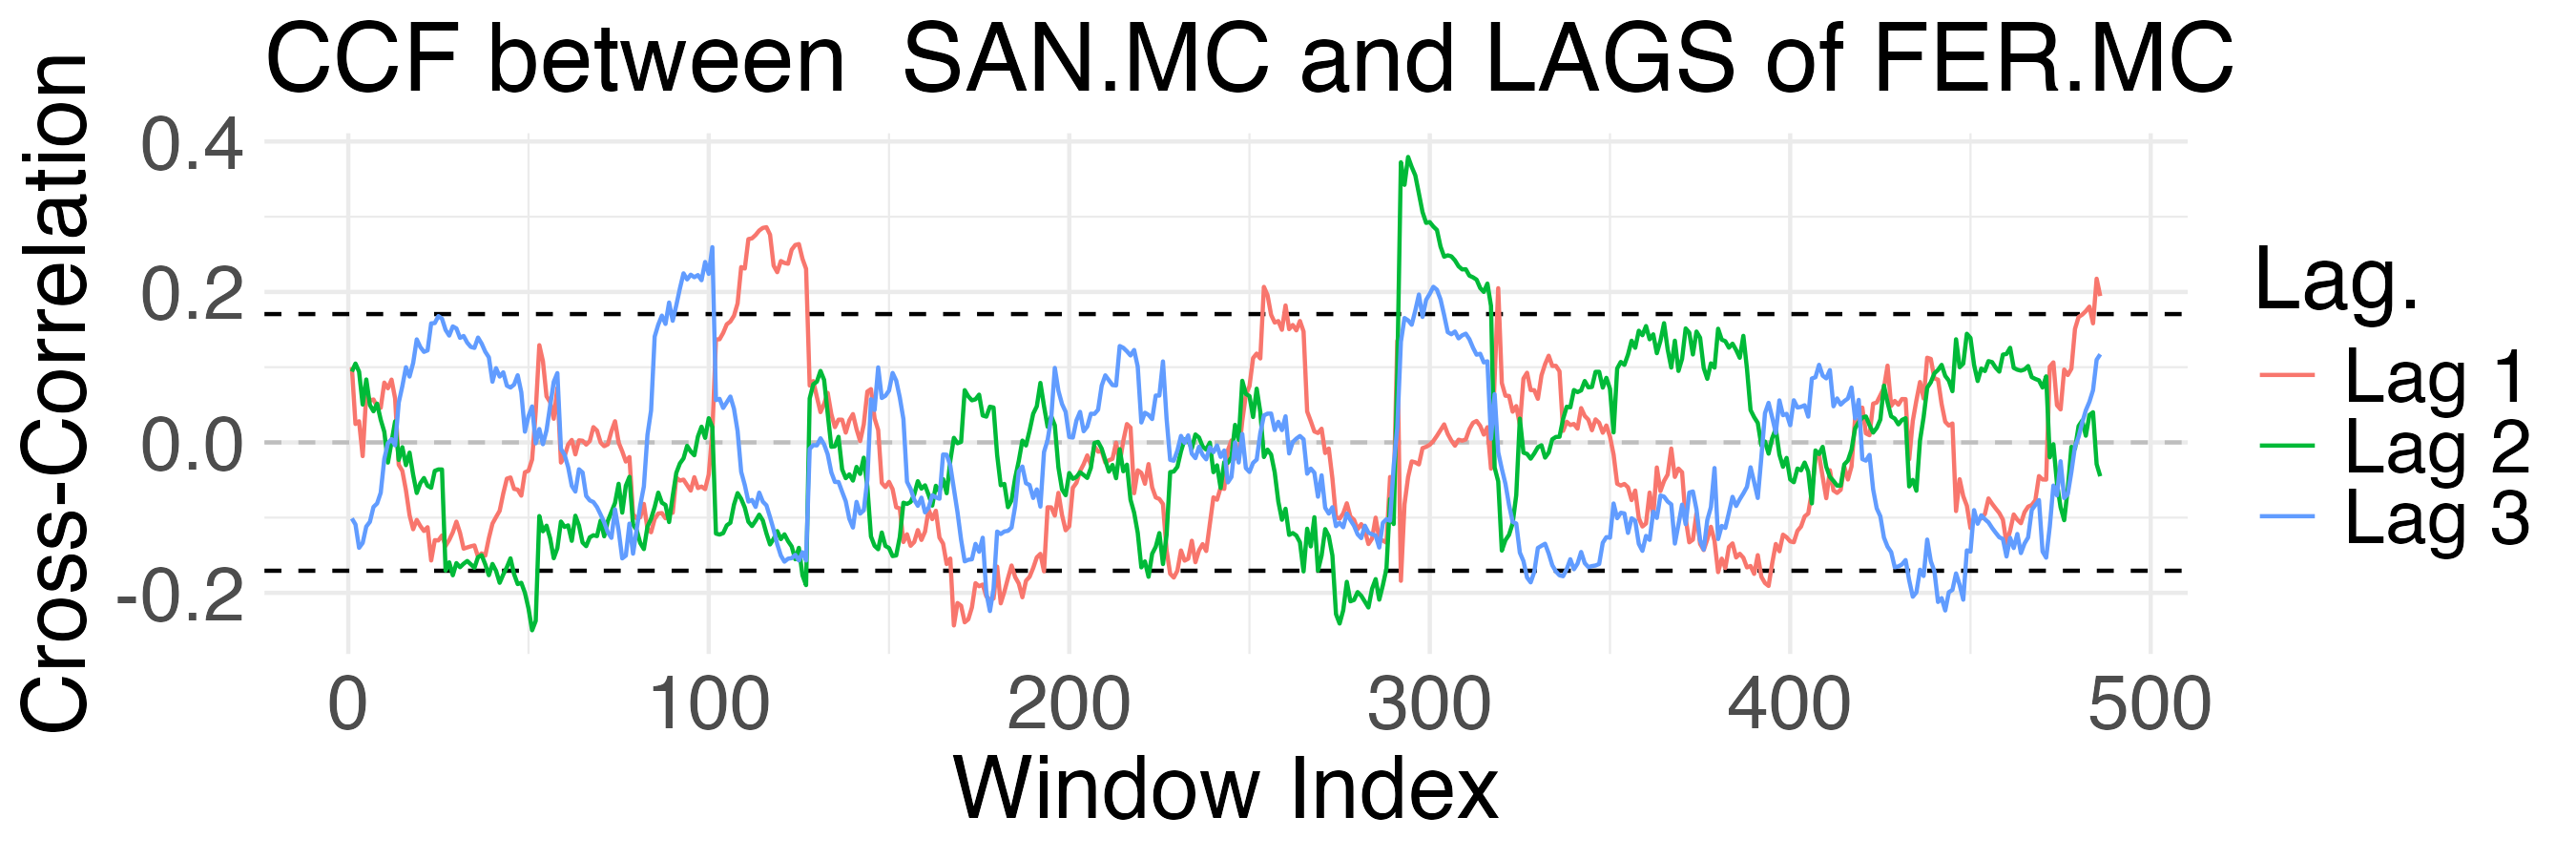 CCF between  SAN.MC and LAGS of FER.MC
Cross-Correlation
0.4
0.2
0.0
-0.2
0
100
200
300
400
500
Window Index
Lag.
Lag 1
Lag 2
Lag 3